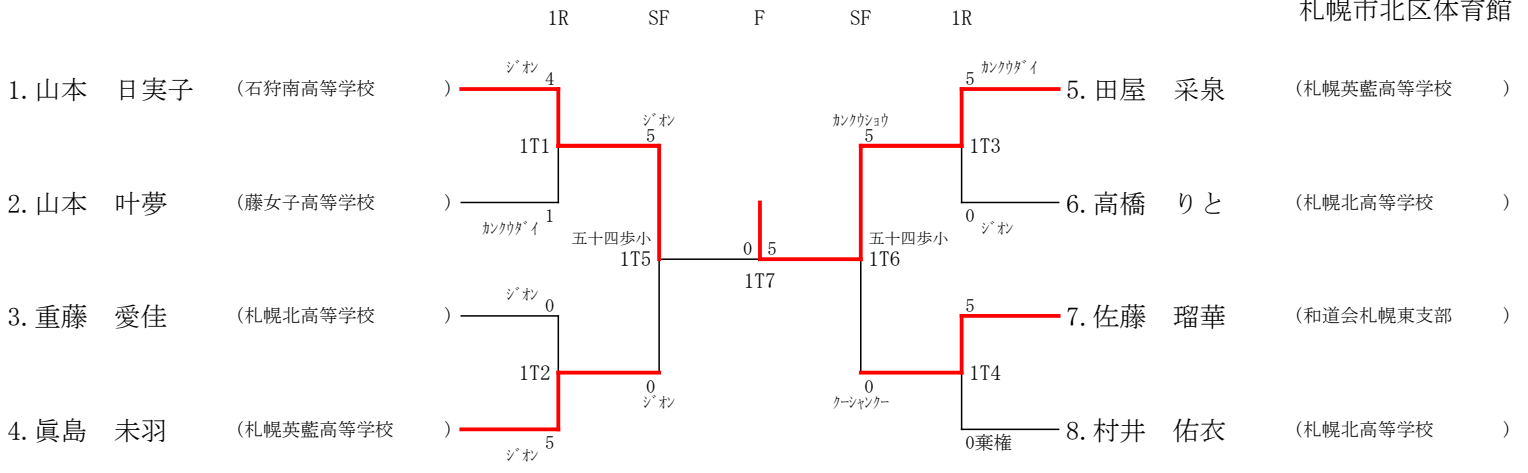 札幌市北区体育館
1R SF F SF 1R
ｼﾞｵﾝ 4 5 ｶﾝｸｳﾀﾞｲ
1. 山本 日実子 (石狩南高等学校 ) 5. 田屋 采泉 (札幌英藍高等学校 )
ｼﾞｵﾝ ｶﾝｸｳｼｮｳ
1T1 5 5 1T3
2. 山本 叶夢 (藤女子高等学校 ) 6. 高橋 りと (札幌北高等学校 )
ｶﾝｸｳﾀﾞｲ 1 0 ｼﾞｵﾝ
五十四歩小 0 5 五十四歩小
1T5 1T7 1T6
ｼﾞｵﾝ 0 5
3. 重藤 愛佳 (札幌北高等学校 ) 7. 佐藤 瑠華 (和道会札幌東支部 )
1T2 0 0 1T4
ｼﾞｵﾝ ｸｰｼｬﾝｸｰ
4. 眞島 未羽 (札幌英藍高等学校 ) 8. 村井 佑衣 (札幌北高等学校 )
ｼﾞｵﾝ 5 0棄権